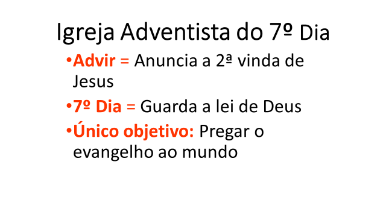 Igreja Adventista do 7º Dia
•Advir = Anuncia a 2ª vinda de
Jesus
•7º Dia = Guarda a lei de Deus
•Único objetivo: Pregar o
evangelho ao mundo